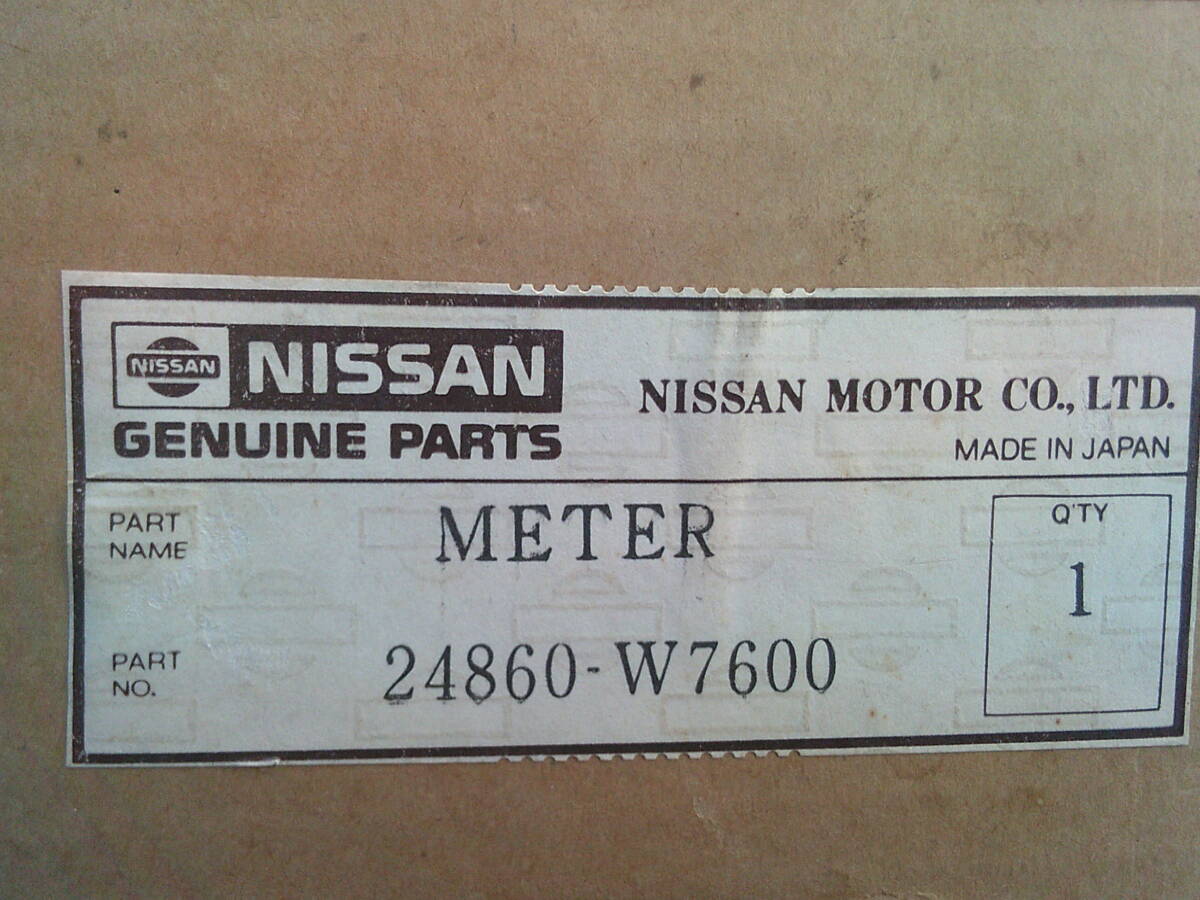 NISSAN NISSAN
GENUINE PARTS
NISSAN MOTOR CO., LTD.
MADE IN JAPAN
PART
NAME
METER
Q'TY
1
PART
NO.
24860-W7600